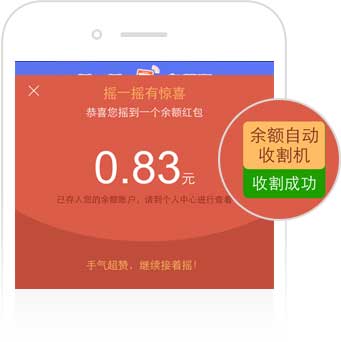 摇一摇有惊喜
恭喜您摇到一个余额红包
0.83元
已存入您的余额账户，请到个人中心进行查看
手气超赞，继续接着摇！
余额自动
收割机
收割成功